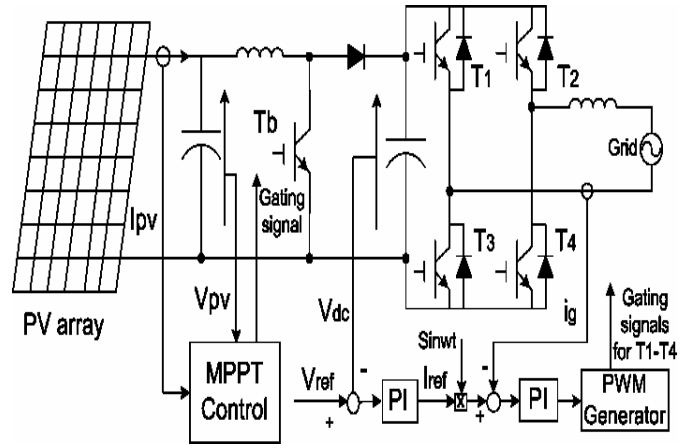 T1
T2
Tb
Grid
Ipv
Gating
signal
T3
T4
PV array
Vpv
Vdc
ig
Gating
signals
for T1-T4
Sinwt
MPPT
Control
Vref
-
+
PI
Iref
x
-
+
PI
PWM
Generator